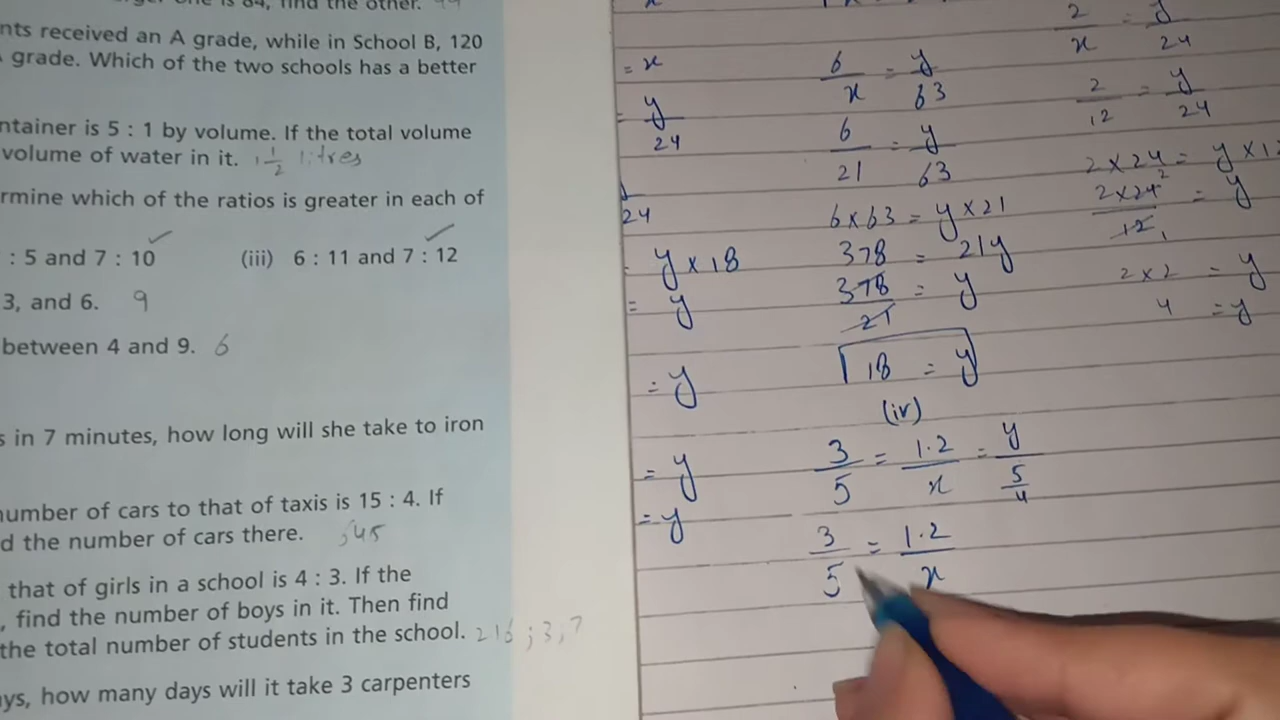 nts received an A grade, while in School B, 120
grade. Which of the two schools has a better
ntainer is 5 : 1 by volume. If the total volume
volume of water in it. 1 1/2 litres
rmine which of the ratios is greater in each of
: 5 and 7 : 10 ✓ (iii) 6 : 11 and 7 : 12 ✓
3, and 6. 9
between 4 and 9. 6
s in 7 minutes, how long will she take to iron
number of cars to that of taxis is 15 : 4. If
d the number of cars there. ;45
that of girls in a school is 4 : 3. If the
, find the number of boys in it. Then find
the total number of students in the school. 216 ; 3 ; 7
ays, how many days will it take 3 carpenters
= x
= y/24
24
y × 18
= y
= y
= y
= y
6/x = y/63
6/21 = y/63
6 × 63 = y × 21
378 = 21y
378/21 = y
18 = y
(iv)
3/5 = 1.2/x = y/(5/4)
3/5 = 1.2/x
2/x = y/24
2/12 = y/24
2 × 24 = y × 12
2 × 24 2/12 1 = y
2 × 2 = y
4 = y